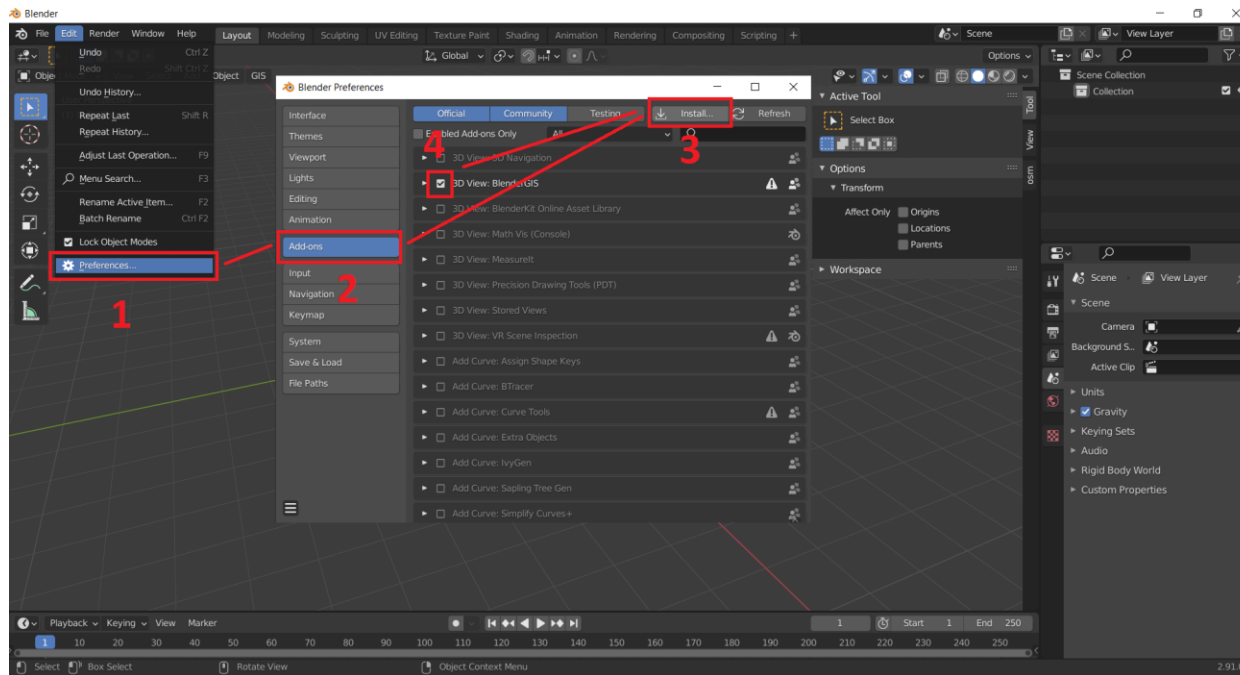 Blender
File Edit Render Window Help Layout Modeling Sculpting UV Editing Texture Paint Shading Animation Rendering Compositing Scripting + Scene View Layer
Undo Ctrl Z
Redo Shift Ctrl Z
Undo History...
Repeat Last Shift R
Repeat History...
Adjust Last Operation... F9
Menu Search... F3
Rename Active Item... F2
Batch Rename Ctrl F2
Lock Object Modes
Preferences...
1
Global
Options
Object GIS
Blender Preferences
Interface
Themes
Viewport
Lights
Editing
Animation
Add-ons
Input
2
Navigation
Keymap
System
Save & Load
File Paths
Official Community Testing Install... Refresh
Enabled Add-ons Only All
4
3
3D View: 3D Navigation
3D View: BlenderGIS
3D View: BlenderKit Online Asset Library
3D View: Math Vis (Console)
3D View: MeasureIt
3D View: Precision Drawing Tools (PDT)
3D View: Stored Views
3D View: VR Scene Inspection
Add Curve: Assign Shape Keys
Add Curve: BTracer
Add Curve: Curve Tools
Add Curve: Extra Objects
Add Curve: IvyGen
Add Curve: Sapling Tree Gen
Add Curve: Simplify Curves+
Active Tool
Select Box
Options
Transform
Affect Only Origins
Locations
Parents
Workspace
Tool
View
osm
Scene Collection
Collection
Scene View Layer
Scene
Camera
Background S...
Active Clip
Units
Gravity
Keying Sets
Audio
Rigid Body World
Custom Properties
Playback Keying View Marker 1 Start 1 End 250
1 10 20 30 40 50 60 70 80 90 100 110 120 130 140 150 160 170 180 190 200 210 220 230 240 250
Select Box Select Rotate View Object Context Menu